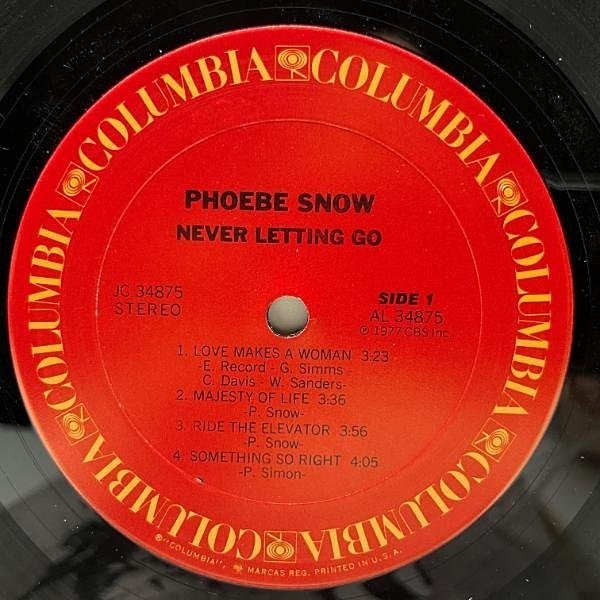 COLUMBIA COLUMBIA COLUMBIA COLUMBIA COLUMBIA COLUMBIA
PHOEBE SNOW
NEVER LETTING GO
JC 34875
STEREO
SIDE 1
AL 34875
℗ 1977 CBS Inc.
1. LOVE MAKES A WOMAN 3:23
-E. Record - G. Simms -
C. Davis - W. Sanders-
2. MAJESTY OF LIFE 3:36
-P. Snow-
3. RIDE THE ELEVATOR 3:56
-P. Snow-
4. SOMETHING SO RIGHT 4:05
-P. Simon-
®"COLUMBIA", MARCAS REG. PRINTED IN U.S.A.